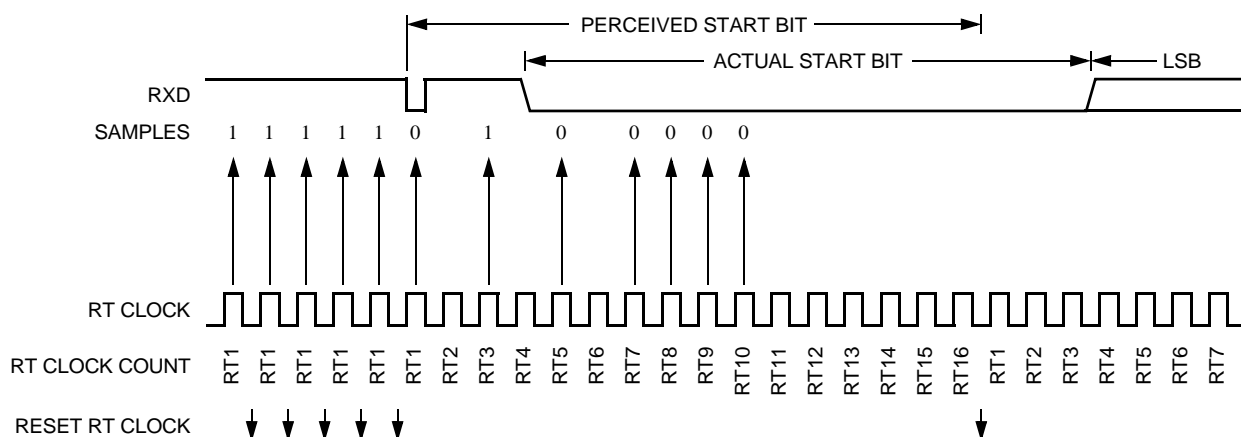 PERCEIVED START BIT
ACTUAL START BIT
LSB
RXD
SAMPLES 1 1 1 1 1 0 1 0 0 0 0 0
RT CLOCK
RT CLOCK COUNT RT1 RT1 RT1 RT1 RT1 RT1 RT2 RT3 RT4 RT5 RT6 RT7 RT8 RT9 RT10 RT11 RT12 RT13 RT14 RT15 RT16 RT1 RT2 RT3 RT4 RT5 RT6 RT7
RESET RT CLOCK